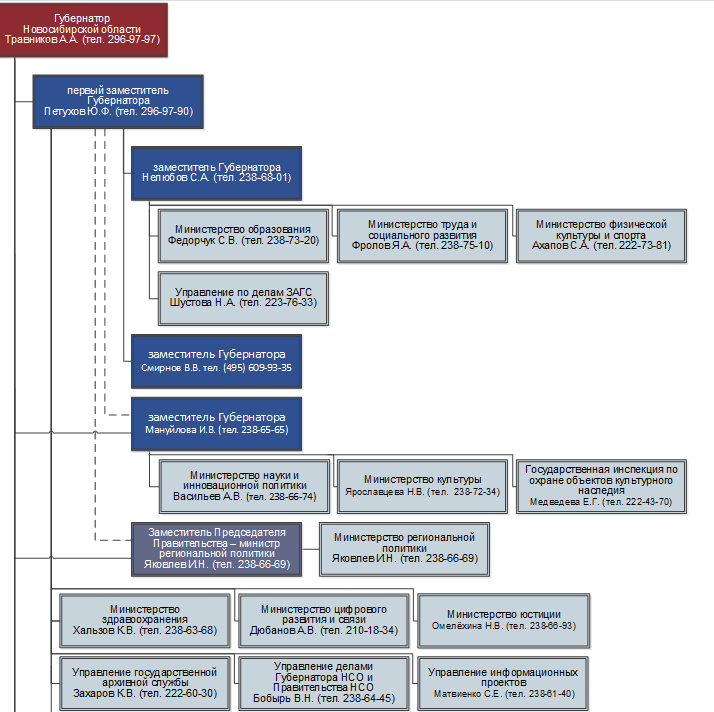 Губернатор
Новосибирской области
Травников А.А. (тел. 296-97-97)
первый заместитель
Губернатора
Петухов Ю.Ф. (тел. 296-97-90)
заместитель Губернатора
Нелюбов С.А. (тел. 238-68-01)
Министерство образования
Федорчук С.В. (тел. 238-73-20)
Министерство труда и
социального развития
Фролов Я.А. (тел. 238-75-10)
Министерство физической
культуры и спорта
Ахапов С.А. (тел. 222-73-81)
Управление по делам ЗАГС
Шустова Н.А. (тел. 223-76-33)
заместитель Губернатора
Смирнов В.В. тел. (495) 609-93-35
заместитель Губернатора
Мануйлова И.В. (тел. 238-65-65)
Министерство науки и
инновационной политики
Васильев А.В. (тел. 238-66-74)
Министерство культуры
Ярославцева Н.В. (тел. 238-72-34)
Государственная инспекция по
охране объектов культурного
наследия
Медведева Е.Г. (тел. 222-43-70)
Заместитель Председателя
Правительства – министр
региональной политики
Яковлев И.Н. (тел. 238-66-69)
Министерство региональной
политики
Яковлев И.Н. (тел. 238-66-69)
Министерство
здравоохранения
Хальзов К.В. (тел. 238-63-68)
Министерство цифрового
развития и связи
Дюбанов А.В. (тел. 210-18-34)
Министерство юстиции
Омелёхина Н.В. (тел. 238-66-93)
Управление государственной
архивной службы
Захаров К.В. (тел. 222-60-30)
Управление делами
Губернатора НСО и
Правительства НСО
Бобырь В.Н. (тел. 238-64-45)
Управление информационных
проектов
Матвиенко С.Е. (тел. 238-61-40)